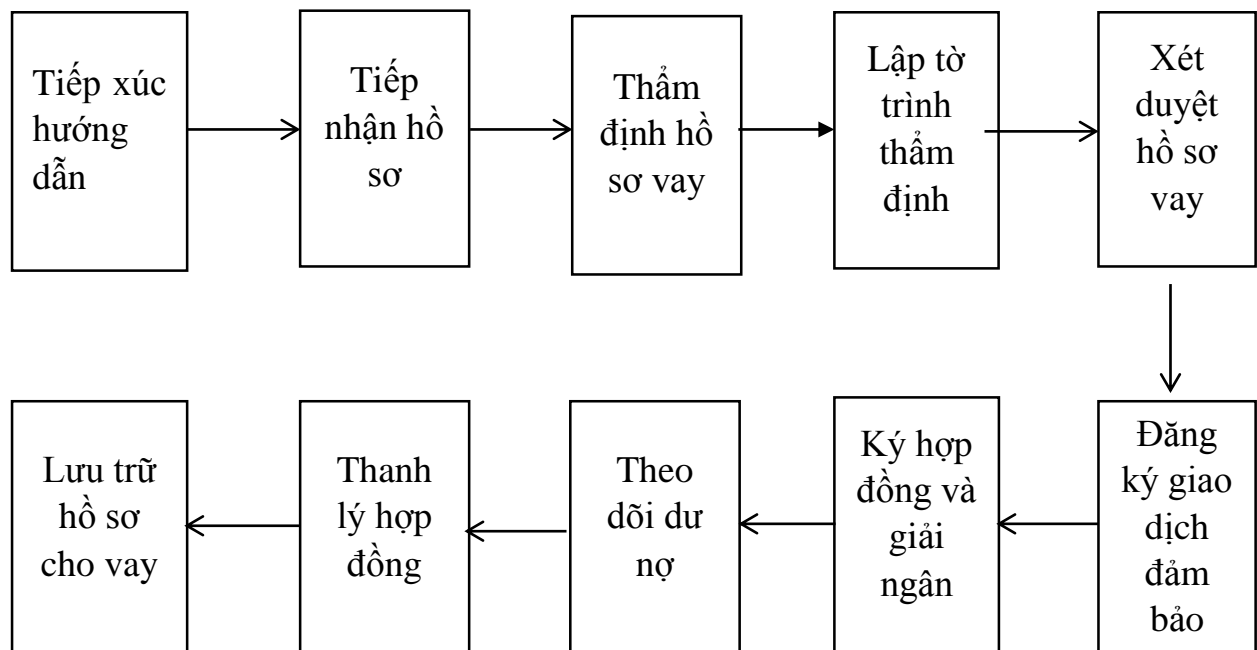 Tiếp xúc
hướng
dẫn
Tiếp
nhận hồ
sơ
Thẩm
định hồ
sơ vay
Lập tờ
trình
thẩm
định
Xét
duyệt
hồ sơ
vay
Đăng
ký giao
dịch
đảm
bảo
Ký hợp
đồng và
giải
ngân
Theo
dõi dư
nợ
Thanh
lý hợp
đồng
Lưu trữ
hồ sơ
cho vay